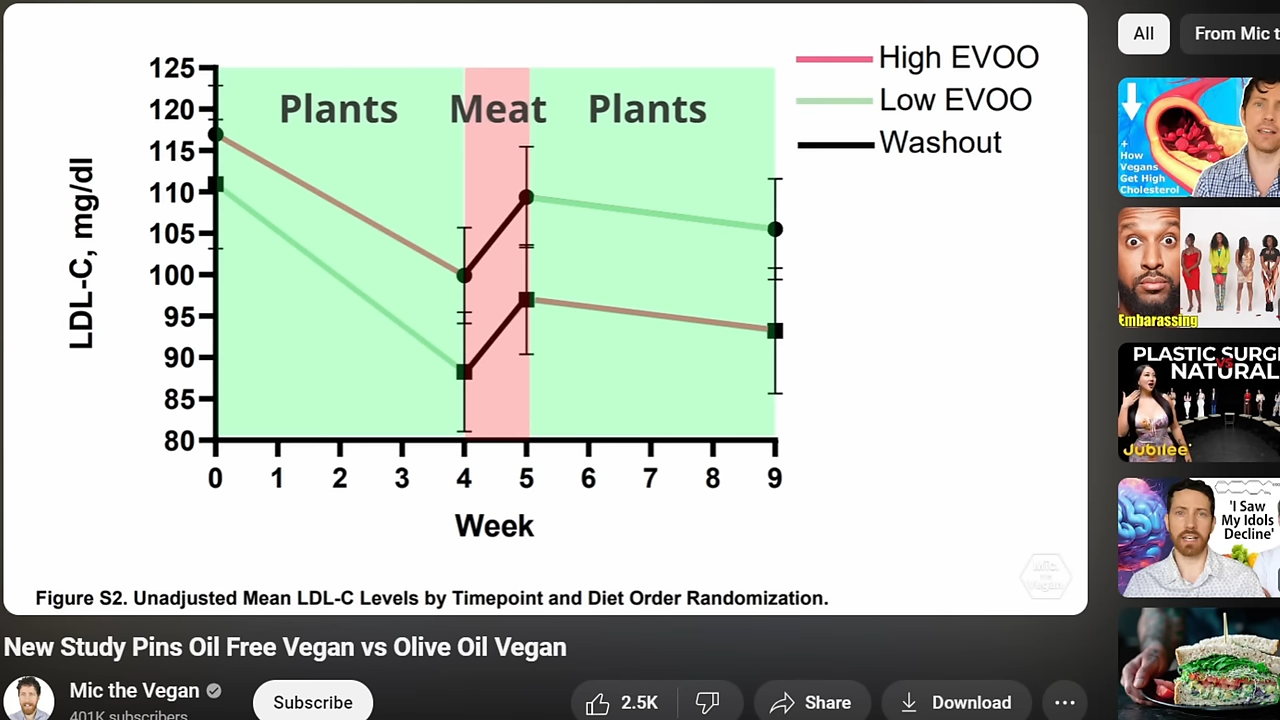 125
120
115
110
105
100
95
90
85
80
LDL-C, mg/dl
Plants Meat Plants
High EVOO
Low EVOO
Washout
0 1 2 3 4 5 6 7 8 9
Week
Mic the Vegan
Figure S2. Unadjusted Mean LDL-C Levels by Timepoint and Diet Order Randomization.
New Study Pins Oil Free Vegan vs Olive Oil Vegan
Mic the Vegan
401K subscribers
Subscribe
2.5K
Share
Download
All
From Mic t
+
How
Vegans
Get High
Cholesterol
Embarassing
PLASTIC SURG
VS
NATURAL
Jubilee
'I Saw
My Idols
Decline'